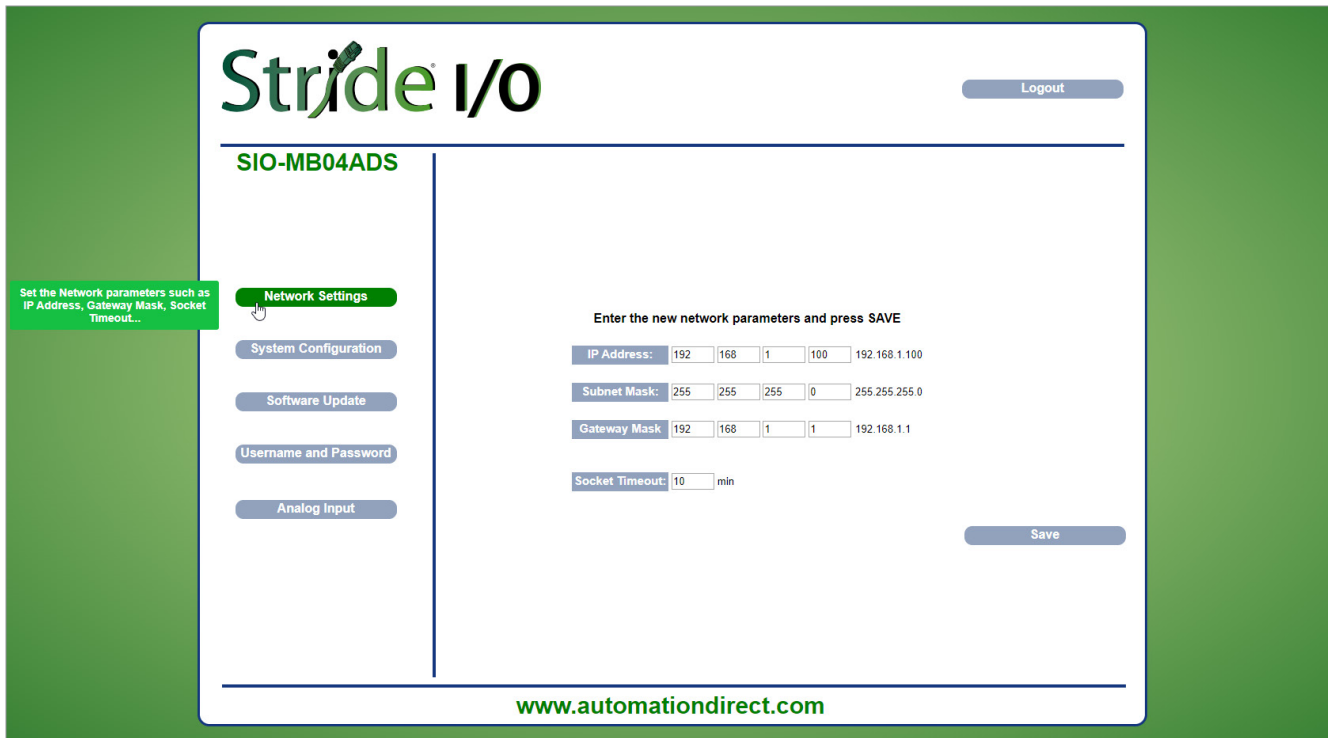 Stride I/O
Logout
SIO-MB04ADS
Set the Network parameters such as
IP Address, Gateway Mask, Socket
Timeout...
Network Settings
System Configuration
Software Update
Username and Password
Analog Input
Enter the new network parameters and press SAVE
IP Address: 192 168 1 100 192.168.1.100
Subnet Mask: 255 255 255 0 255.255.255.0
Gateway Mask 192 168 1 1 192.168.1.1
Socket Timeout: 10 min
Save
www.automationdirect.com